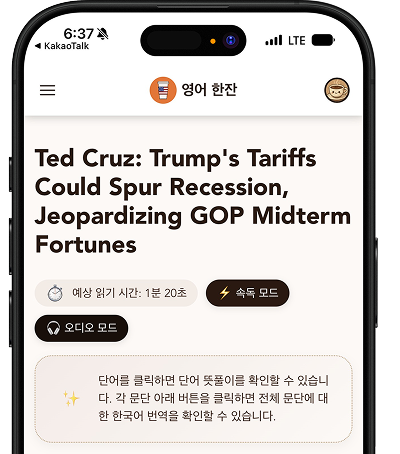 6:37
LTE
◀ KakaoTalk
영어 한잔
Ted Cruz: Trump's Tariffs
Could Spur Recession,
Jeopardizing GOP Midterm
Fortunes
예상 읽기 시간: 1분 20초
⚡ 속독 모드
🎧 오디오 모드
단어를 클릭하면 단어 뜻풀이를 확인할 수 있습니
다. 각 문단 아래 버튼을 클릭하면 전체 문단에 대
한 한국어 번역을 확인할 수 있습니다.